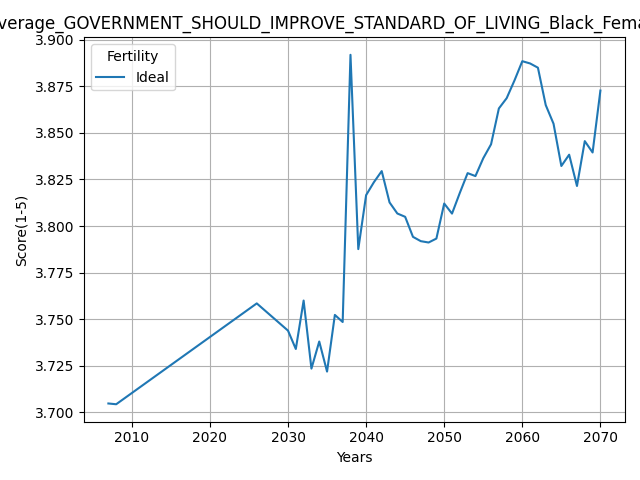 verage_GOVERNMENT_SHOULD_IMPROVE_STANDARD_OF_LIVING_Black_Fema
Fertility
Ideal
3.900
3.875
3.850
3.825
3.800
3.775
3.750
3.725
3.700
Score(1-5)
2010 2020 2030 2040 2050 2060 2070
Years